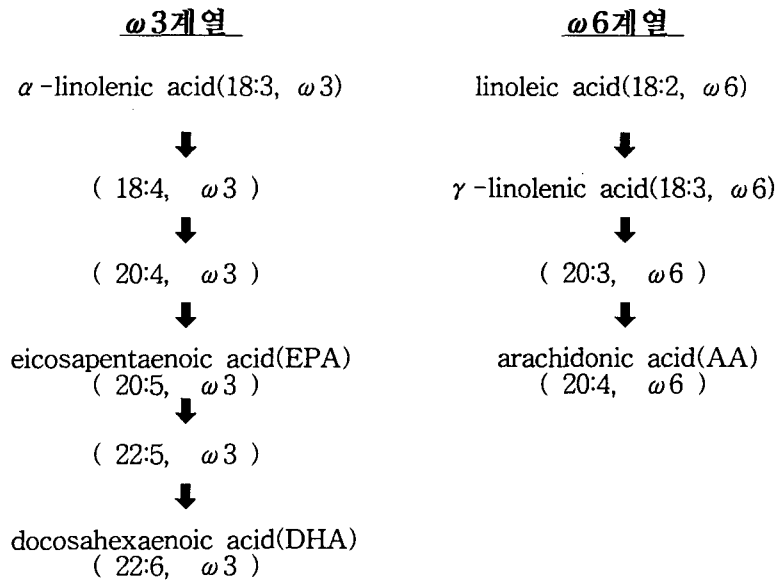 ω3계열
α-linolenic acid(18:3, ω3)
( 18:4, ω3 )
( 20:4, ω3 )
eicosapentaenoic acid(EPA)
( 20:5, ω3 )
( 22:5, ω3 )
docosahexaenoic acid(DHA)
( 22:6, ω3 )
ω6계열
linoleic acid(18:2, ω6)
γ-linolenic acid(18:3, ω6)
( 20:3, ω6 )
arachidonic acid(AA)
( 20:4, ω6 )